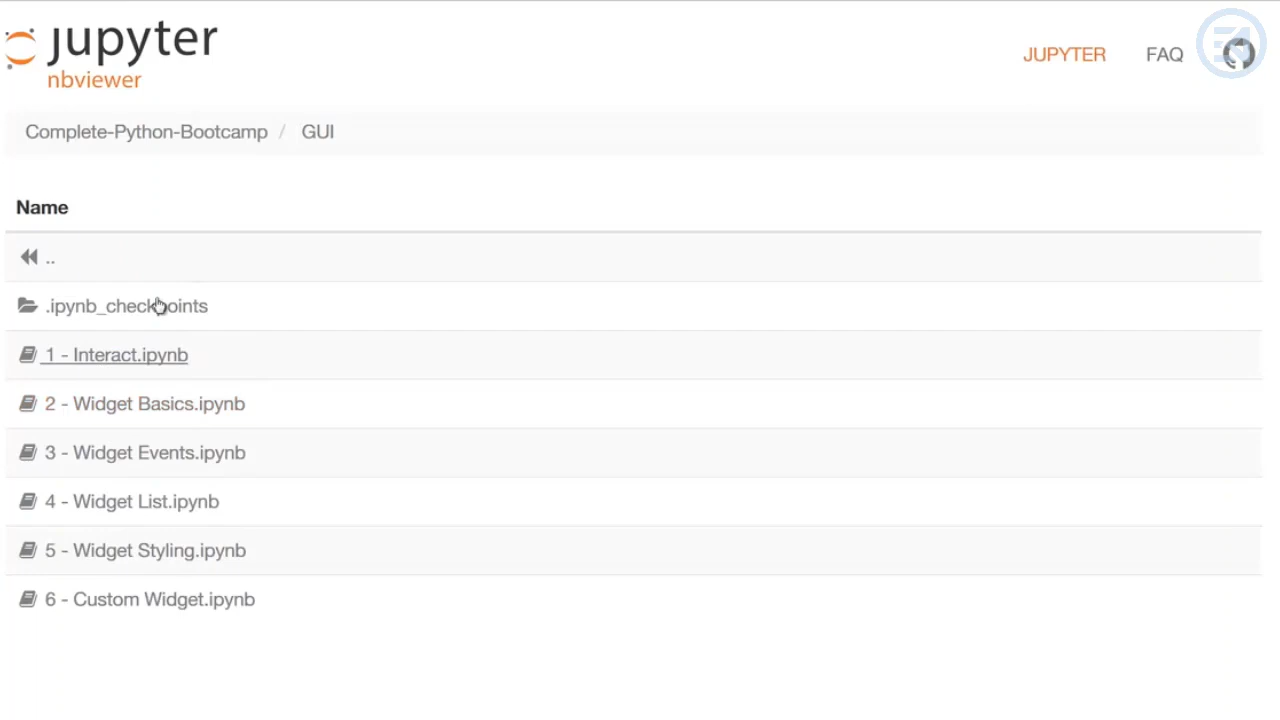 jupyter
nbviewer
JUPYTER FAQ
Complete-Python-Bootcamp / GUI
Name
..
.ipynb_checkpoints
1 - Interact.ipynb
2 - Widget Basics.ipynb
3 - Widget Events.ipynb
4 - Widget List.ipynb
5 - Widget Styling.ipynb
6 - Custom Widget.ipynb